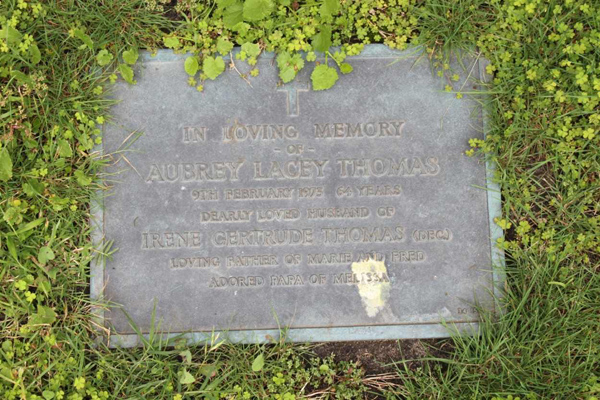 IN LOVING MEMORY
- OF -
AUBREY LACEY THOMAS
9TH FEBRUARY 1975 64 YEARS
DEARLY LOVED HUSBAND OF
IRENE GERTRUDE THOMAS (DEC)
LOVING FATHER OF MARIE AND FRED
ADORED PAPA OF